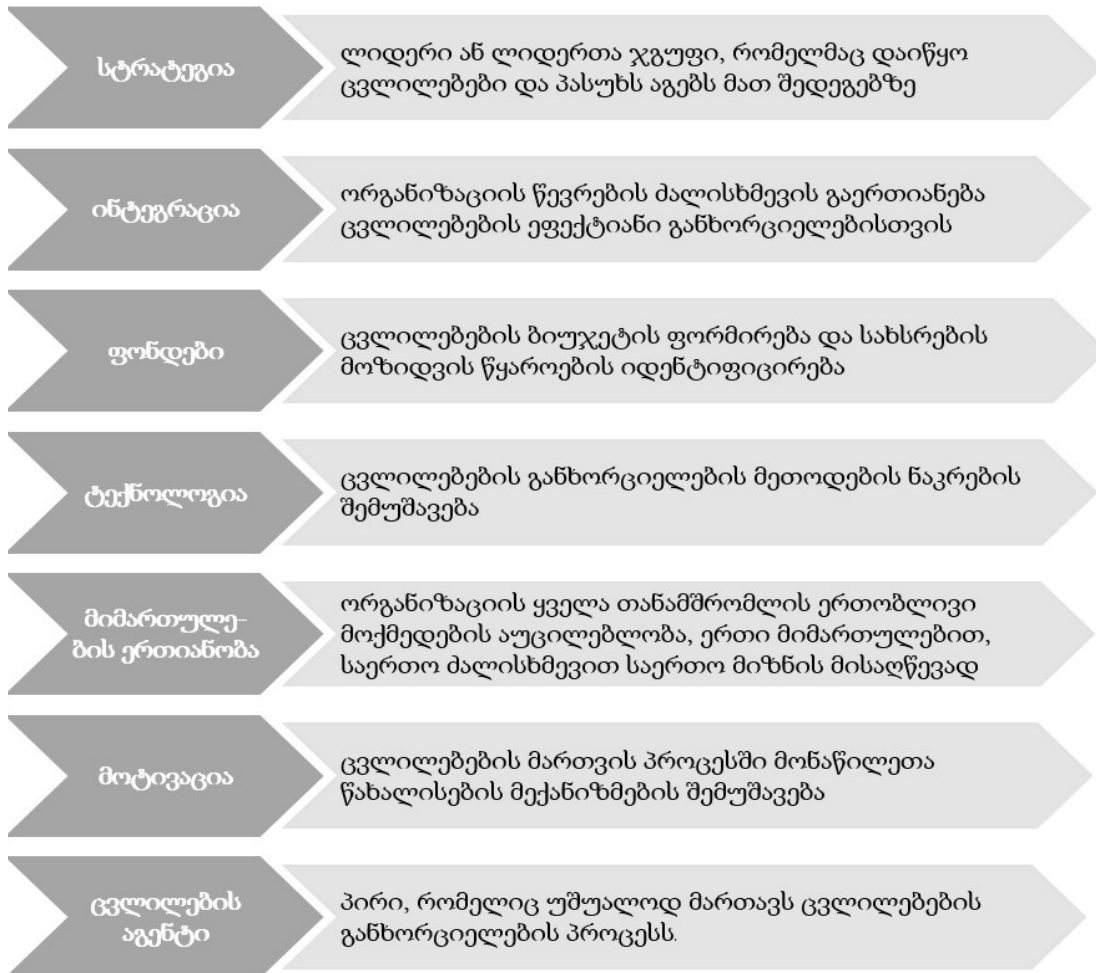 სტრატეგია
ლიდერი ან ლიდერთა ჯგუფი, რომელმაც დაიწყო
ცვლილებები და პასუხს აგებს მათ შედეგებზე
ინტეგრაცია
ორგანიზაციის წევრების ძალისხმევის გაერთიანება
ცვლილებების ეფექტიანი განხორციელებისთვის
ფონდები
ცვლილებების ბიუჯეტის ფორმირება და სახსრების
მოზიდვის წყაროების იდენტიფიცირება
ტექნოლოგია
ცვლილებების განხორციელების მეთოდების ნაკრების
შემუშავება
მიმართულე-
ბის ერთიანობა
ორგანიზაციის ყველა თანამშრომლის ერთობლივი
მოქმედების აუცილებლობა, ერთი მიმართულებით,
საერთო ძალისხმევით საერთო მიზნის მისაღწევად
მოტივაცია
ცვლილებების მართვის პროცესში მონაწილეთა
წახალისების მექანიზმების შემუშავება
ცვლილების
აგენტი
პირი, რომელიც უშუალოდ მართავს ცვლილებების
განხორციელების პროცესს.